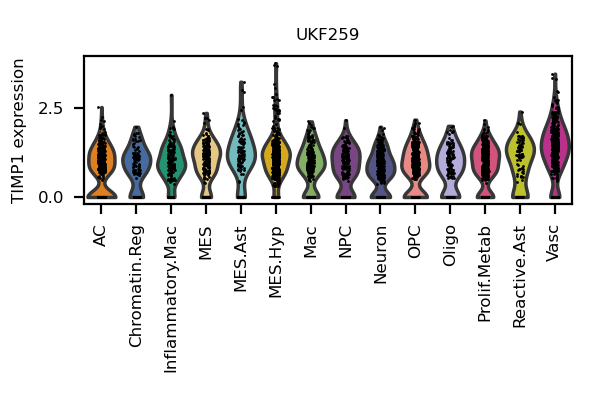 UKF259
TIMP1 expression
2.5
0.0
AC
Chromatin.Reg
Inflammatory.Mac
MES
MES.Ast
MES.Hyp
Mac
NPC
Neuron
OPC
Oligo
Prolif.Metab
Reactive.Ast
Vasc